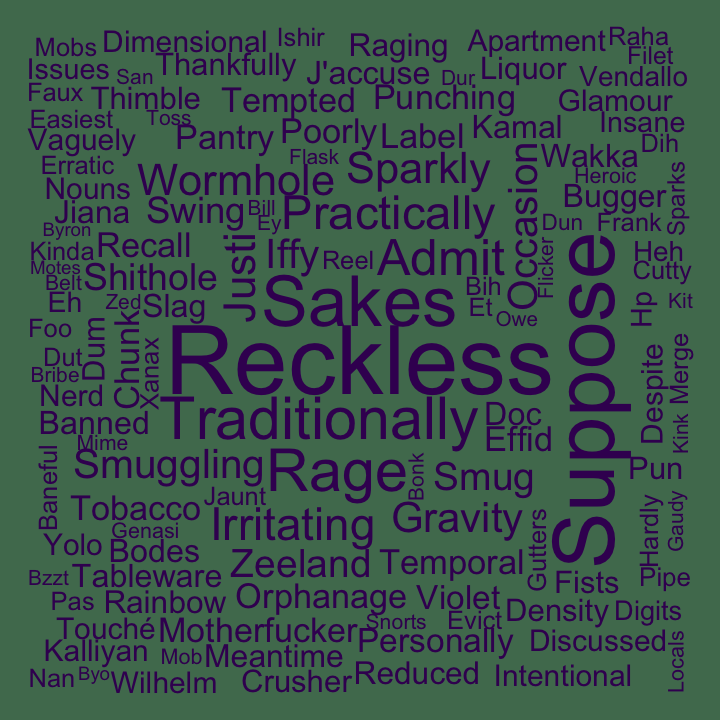 Mobs Dimensional Ishir Raging Apartment Raha
Issues San Thankfully J'accuse Dur Liquor Filet
Faux Thimble Tempted Punching Vendallo
Easiest Toss Glamour
Vaguely Pantry Poorly Label Kamal Insane
Erratic Flask Sparkly Occasion Wakka Dih
Nouns Wormhole Heroic Sparks
Jiana Swing Bill Practically Bugger
Byron Ey Dun Frank
Kinda Recall Justi Iffy Reel Admit Flicker Heh
Motes Shithole Cutty
Belt Bih
Eh Zed Slag Sakes Et Suppose Hp Kit
Foo Dum Chunk Owe
Dut Xanax Reckless Despite Merge
Bribe
Nerd
Banned Traditionally Doc Kink
Mime Effid
Baneful Smuggling Rage Bonk Smug Pun
Tobacco Jaunt
Genasi Irritating Gravity Gutters Hardly Gaudy
Yolo Bodes
Bzzt Tableware Zeeland Temporal Fists Pipe
Pas Rainbow Orphanage Violet Density Digits
Touché Motherfucker Snorts Evict
Kalliyan Mob Meantime Personally Discussed Locals
Nan Byo Wilhelm Crusher Reduced Intentional